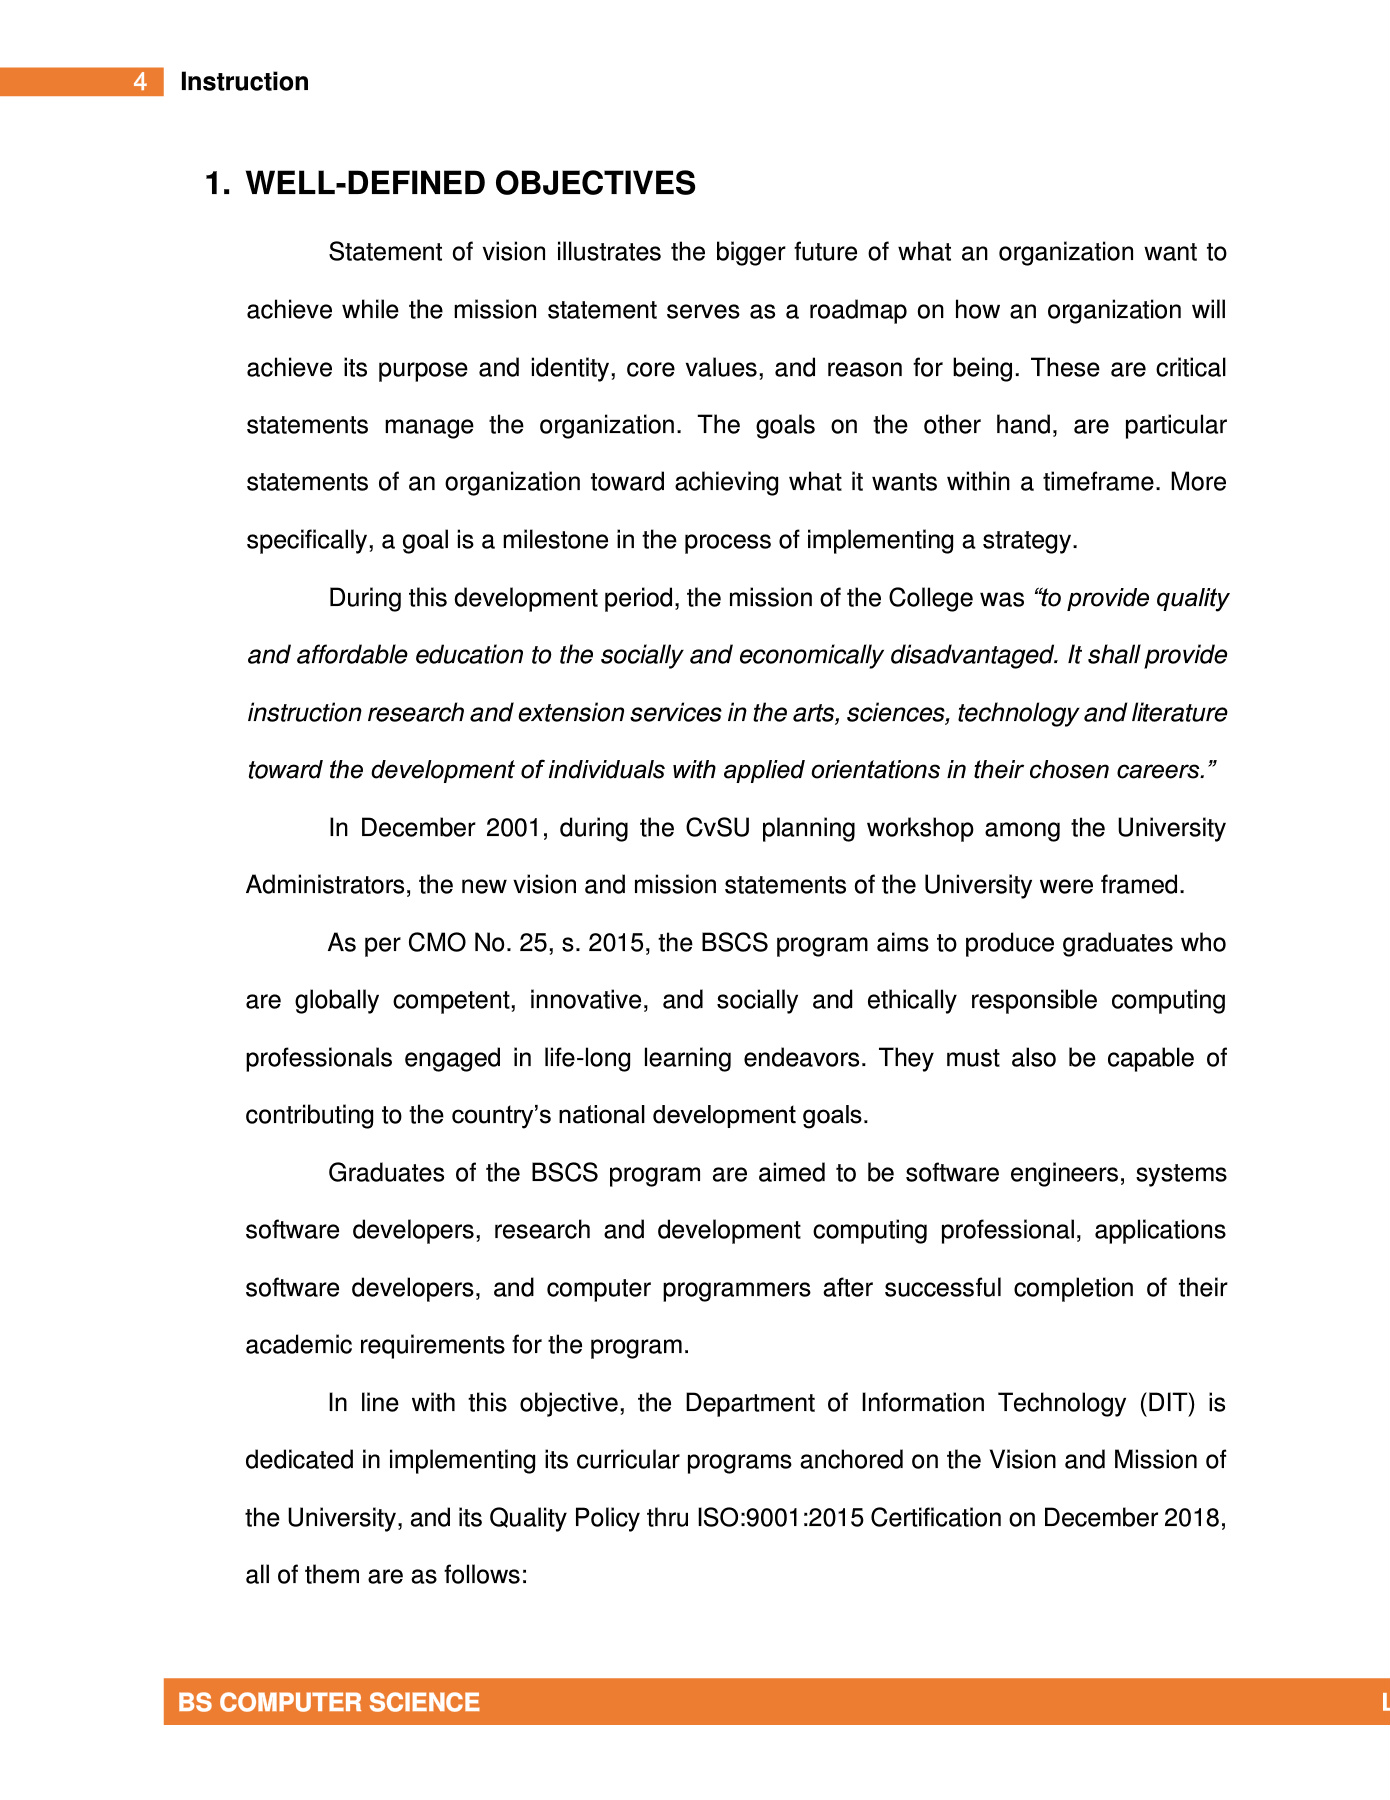 4 Instruction
1. WELL-DEFINED OBJECTIVES
Statement of vision illustrates the bigger future of what an organization want to
achieve while the mission statement serves as a roadmap on how an organization will
achieve its purpose and identity, core values, and reason for being. These are critical
statements manage the organization. The goals on the other hand, are particular
statements of an organization toward achieving what it wants within a timeframe. More
specifically, a goal is a milestone in the process of implementing a strategy.
During this development period, the mission of the College was “to provide quality
and affordable education to the socially and economically disadvantaged. It shall provide
instruction research and extension services in the arts, sciences, technology and literature
toward the development of individuals with applied orientations in their chosen careers.”
In December 2001, during the CvSU planning workshop among the University
Administrators, the new vision and mission statements of the University were framed.
As per CMO No. 25, s. 2015, the BSCS program aims to produce graduates who
are globally competent, innovative, and socially and ethically responsible computing
professionals engaged in life-long learning endeavors. They must also be capable of
contributing to the country’s national development goals.
Graduates of the BSCS program are aimed to be software engineers, systems
software developers, research and development computing professional, applications
software developers, and computer programmers after successful completion of their
academic requirements for the program.
In line with this objective, the Department of Information Technology (DIT) is
dedicated in implementing its curricular programs anchored on the Vision and Mission of
the University, and its Quality Policy thru ISO:9001:2015 Certification on December 2018,
all of them are as follows:
BS COMPUTER SCIENCE